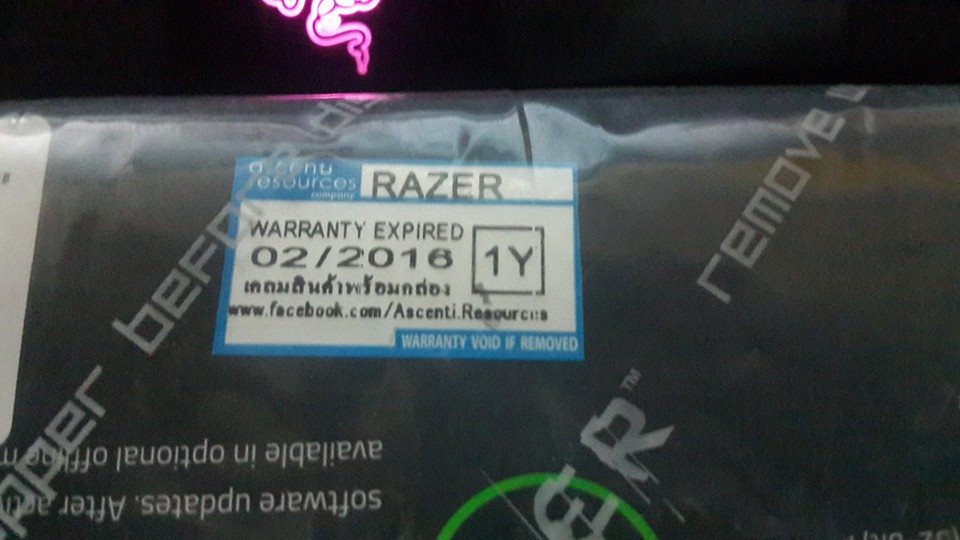 ascenti
resources
company
RAZER
WARRANTY EXPIRED
02/2016
1Y
เคลมสินค้าพร้อมกล่อง
www.facebook.com/Ascenti.Resources
WARRANTY VOID IF REMOVED
before
remove
™
available in optional offline
software updates. After